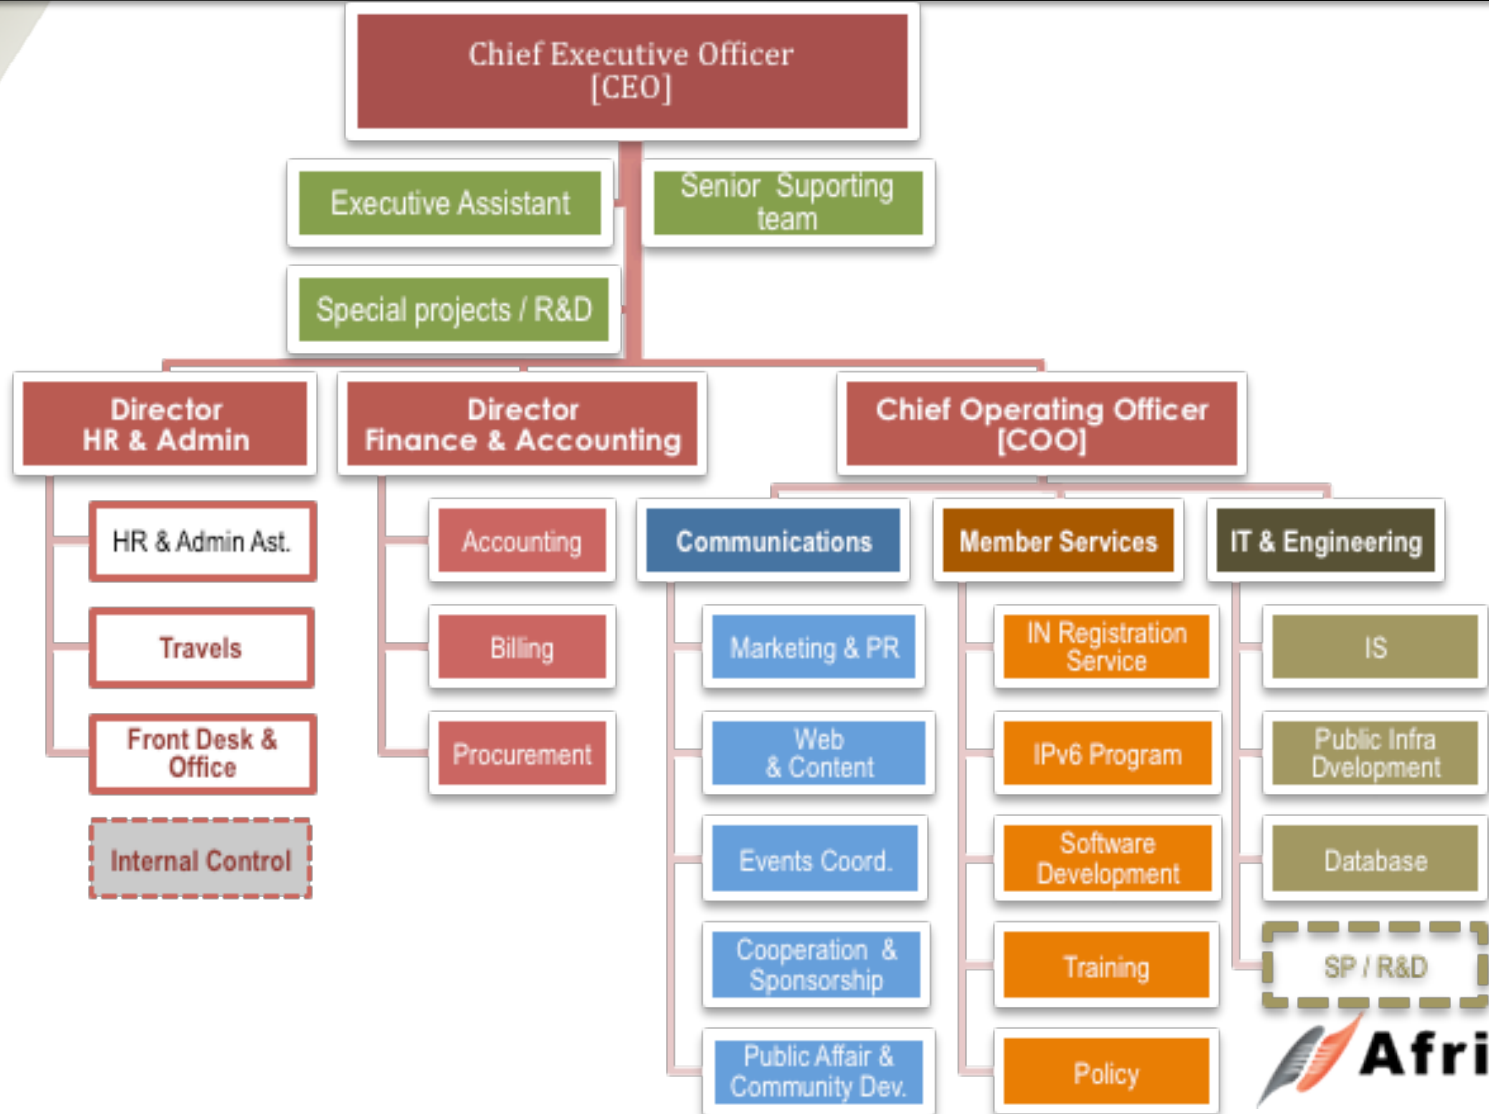 Chief Executive Officer
[CEO]
Executive Assistant
Senior Suporting
team
Special projects / R&D
Director
HR & Admin
Director
Finance & Accounting
Chief Operating Officer
[COO]
HR & Admin Ast.
Travels
Front Desk &
Office
Internal Control
Accounting
Billing
Procurement
Communications
Marketing & PR
Web
& Content
Events Coord.
Cooperation &
Sponsorship
Public Affair &
Community Dev.
Member Services
IN Registration
Service
IPv6 Program
Software
Development
Training
Policy
IT & Engineering
IS
Public Infra
Dvelopment
Database
SP / R&D
Afri